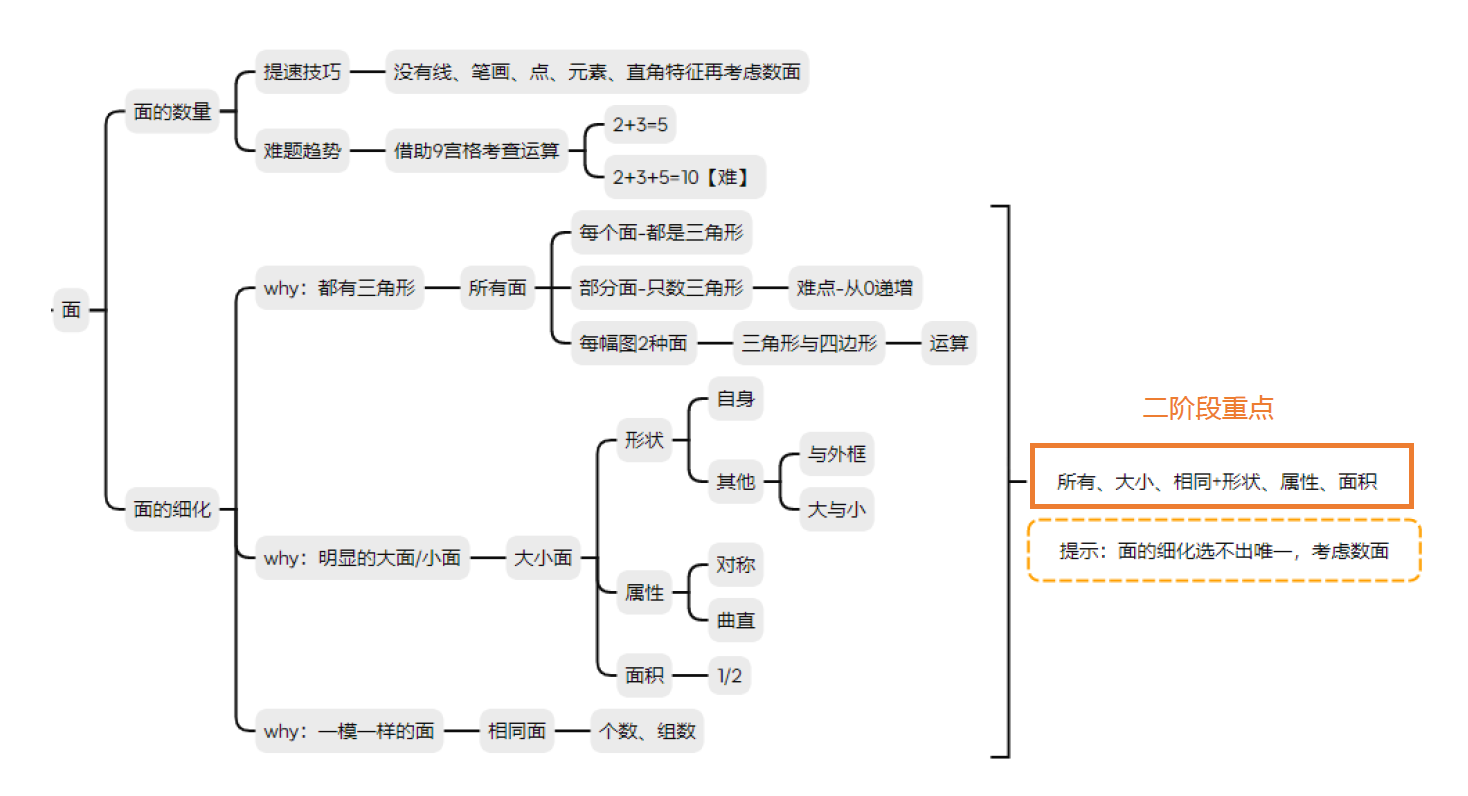 提速技巧
没有线、笔画、点、元素、直角特征再考虑数面
面的数量
2+3=5
难题趋势
借助9宫格考查运算
2+3+5=10【难】
每个面-都是三角形
why：都有三角形
所有面
部分面-只数三角形
难点-从0递增
面
每幅图2种面
三角形与四边形
运算
自身
二阶段重点
形状
与外框
其他
所有、大小、相同+形状、属性、面积
面的细化
大与小
why：明显的大面/小面
大小面
对称
提示：面的细化选不出唯一，考虑数面
属性
曲直
面积
1/2
why：一模一样的面
相同面
个数、组数